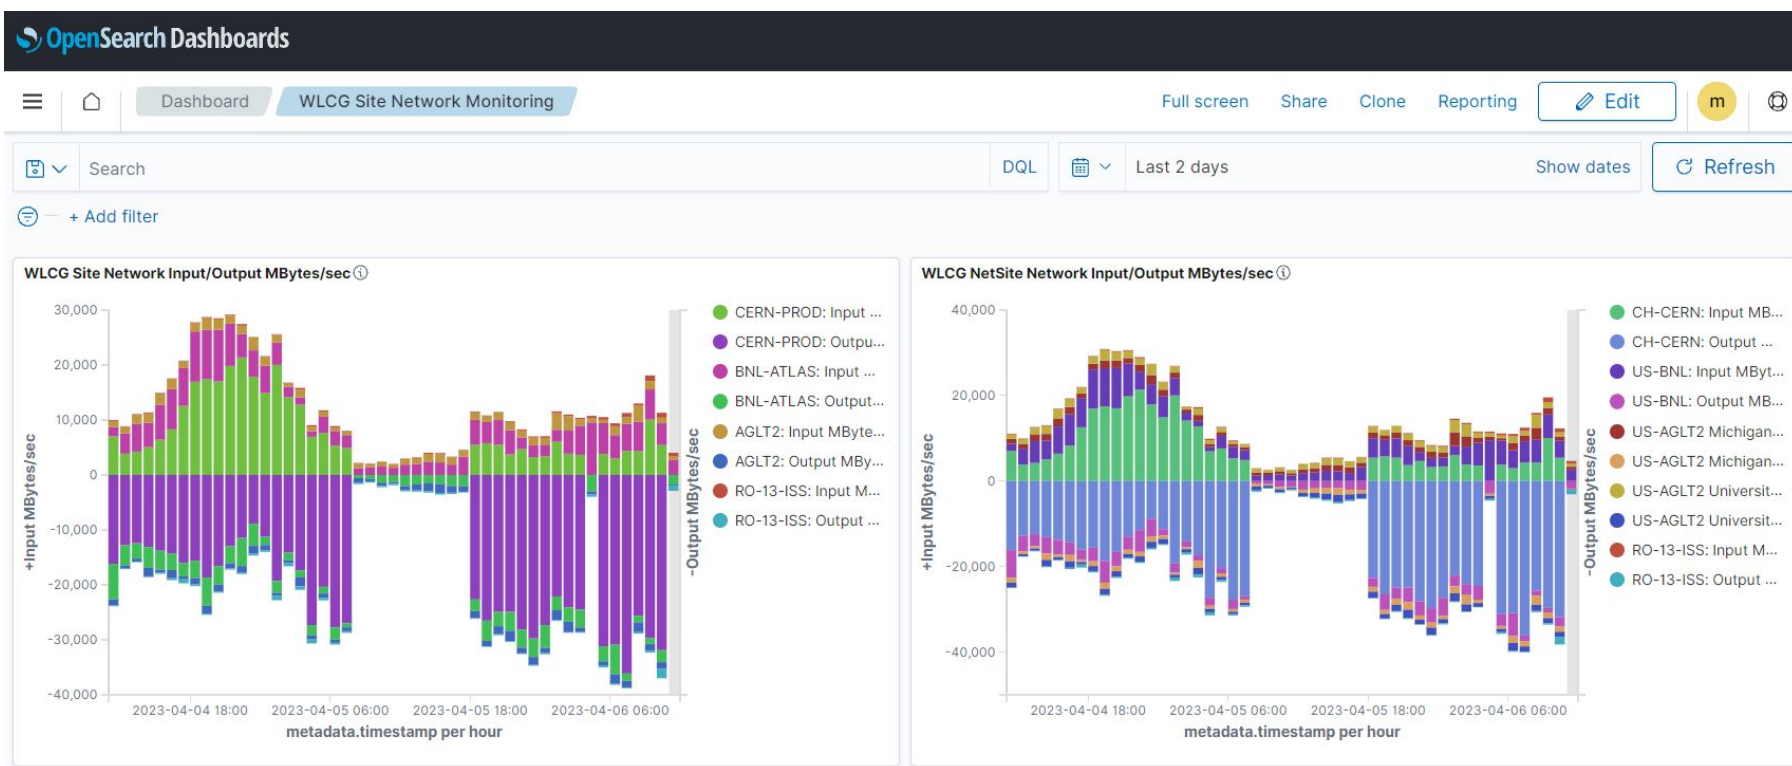 OpenSearch Dashboards
Dashboard WLCG Site Network Monitoring Full screen Share Clone Reporting Edit m
Search DQL Last 2 days Show dates Refresh
+ Add filter
WLCG Site Network Input/Output MBytes/sec
30,000
20,000
10,000
0
-10,000
-20,000
-30,000
-40,000
+Input MBytes/sec
-Output MBytes/sec
2023-04-04 18:00 2023-04-05 06:00 2023-04-05 18:00 2023-04-06 06:00
metadata.timestamp per hour
CERN-PROD: Input ...
CERN-PROD: Outpu...
BNL-ATLAS: Input ...
BNL-ATLAS: Output...
AGLT2: Input MByte...
AGLT2: Output MBy...
RO-13-ISS: Input M...
RO-13-ISS: Output ...
WLCG NetSite Network Input/Output MBytes/sec
40,000
20,000
0
-20,000
-40,000
+Input MBytes/sec
-Output MBytes/sec
2023-04-04 18:00 2023-04-05 06:00 2023-04-05 18:00 2023-04-06 06:00
metadata.timestamp per hour
CH-CERN: Input MB...
CH-CERN: Output ...
US-BNL: Input MByt...
US-BNL: Output MB...
US-AGLT2 Michigan...
US-AGLT2 Michigan...
US-AGLT2 Universit...
US-AGLT2 Universit...
RO-13-ISS: Input M...
RO-13-ISS: Output ...